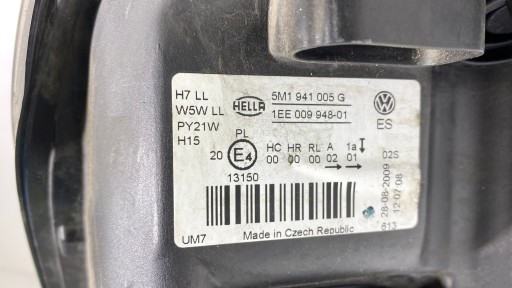 H7 LL
W5W LL
PY21W
H15
HELLA
5M1 941 005 G
1EE 009 948-01
ES
PL
20 E4
13150
HC HR RL A 1a
00 00 00 02 01
02S
28-08-2009
12:07:08
613
UM7
Made in Czech Republic